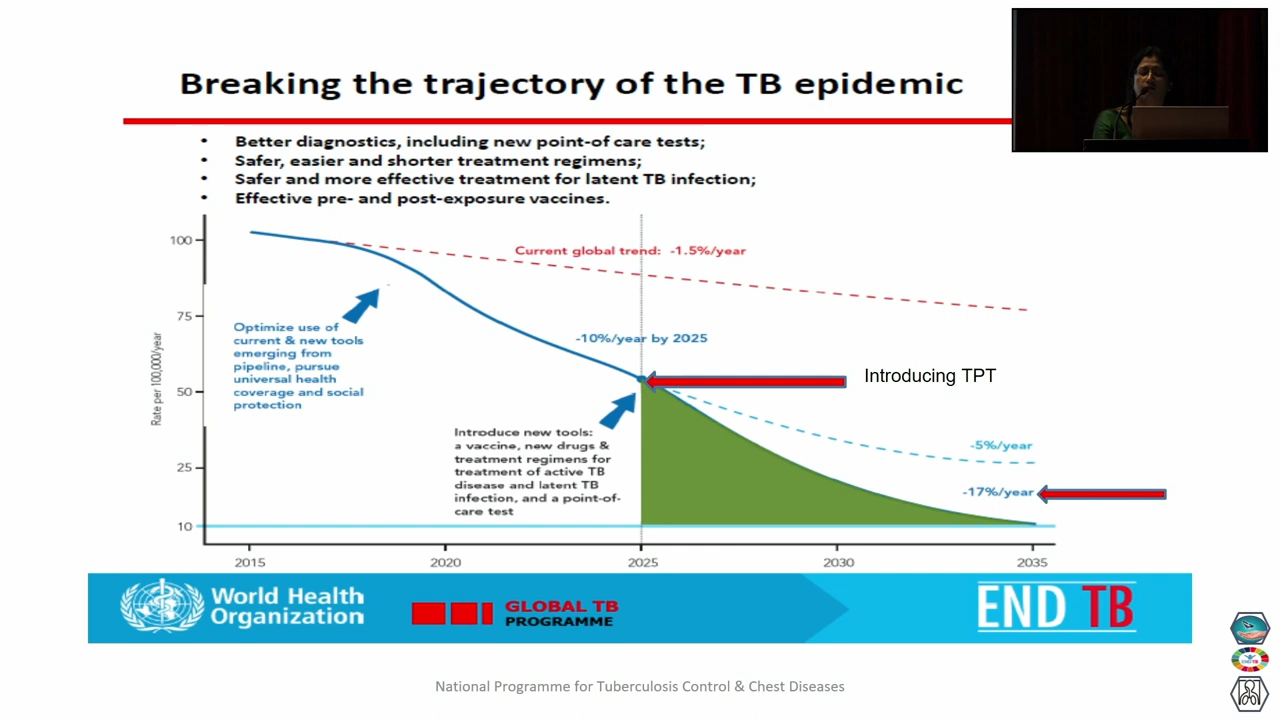 Breaking the trajectory of the TB epidemic
• Better diagnostics, including new point-of care tests;
• Safer, easier and shorter treatment regimens;
• Safer and more effective treatment for latent TB infection;
• Effective pre- and post-exposure vaccines.
100
75
50
25
10
Rate per 100,000/year
Current global trend: -1.5%/year
Optimize use of
current & new tools
emerging from
pipeline, pursue
universal health
coverage and social
protection
-10%/year by 2025
Introducing TPT
Introduce new tools:
a vaccine, new drugs &
treatment regimens for
treatment of active TB
disease and latent TB
infection, and a point-of-
care test
-5%/year
-17%/year
2015
2020
2025
2030
2035
World Health
Organization
GLOBAL TB
PROGRAMME
END TB
National Programme for Tuberculosis Control & Chest Diseases
END TB